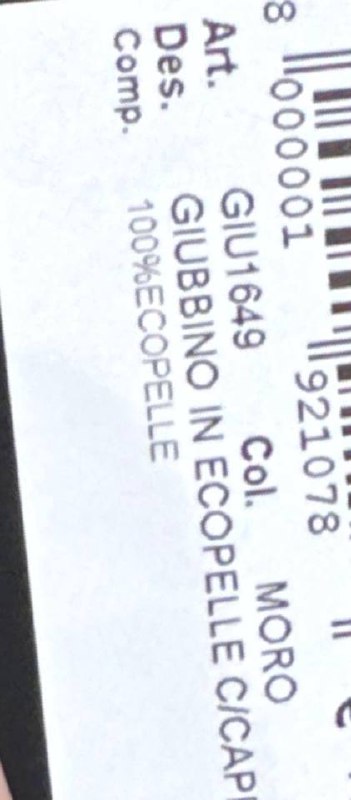 8 000001 921078
Art. GIU1649 Col. MORO
Des. GIUBBINO IN ECOPELLE C/CAP
Comp. 100%ECOPELLE